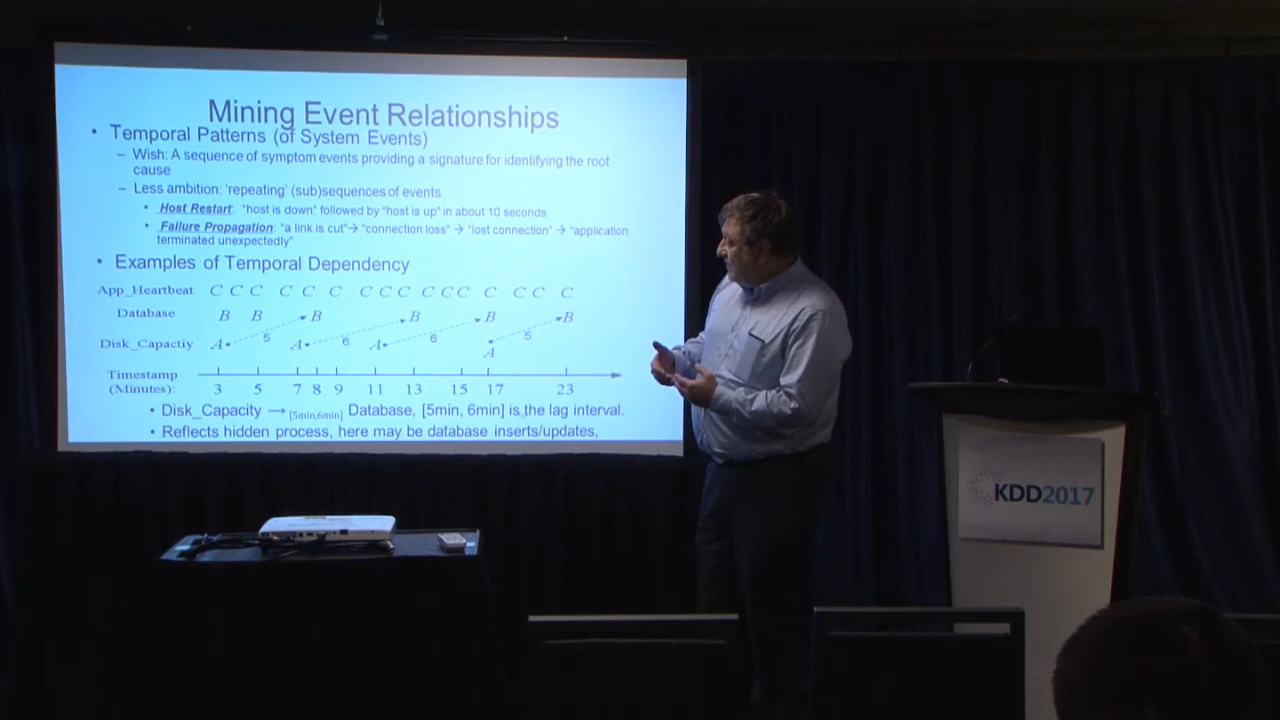 Mining Event Relationships
• Temporal Patterns (of System Events)
– Wish: A sequence of symptom events providing a signature for identifying the root
cause
– Less ambition: 'repeating' (sub)sequences of events
• Host Restart: "host is down" followed by "host is up" in about 10 seconds
• Failure Propagation: "a link is cut"→ "connection loss" → "lost connection" → "application
terminated unexpectedly"
• Examples of Temporal Dependency
App_Heartbeat C C C C C C C C C C C C C C C C
Database B B B B B B
Disk_Capactiy A 5 A 6 A 6 A 5
Timestamp
(Minutes): 3 5 7 8 9 11 13 15 17 23
• Disk_Capacity → [5min,6min] Database, [5min, 6min] is the lag interval.
• Reflects hidden process, here may be database inserts/updates,
KDD2017